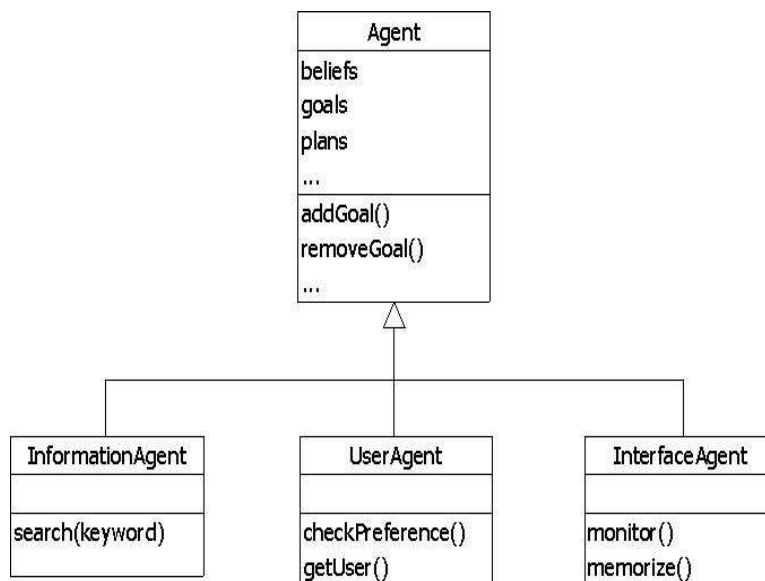 Agent
beliefs
goals
plans
...
addGoal()
removeGoal()
...
InformationAgent
search(keyword)
UserAgent
checkPreference()
getUser()
InterfaceAgent
monitor()
memorize()